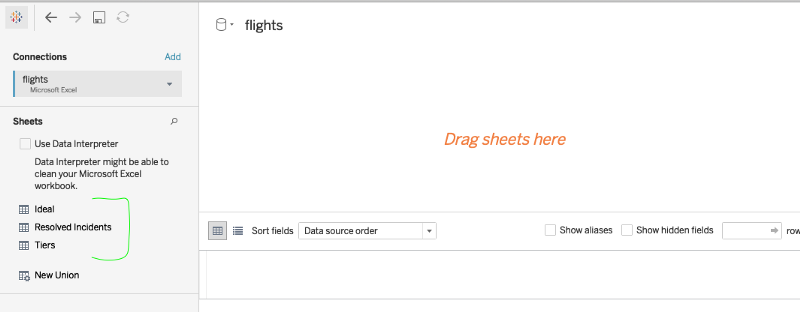 flights
Connections Add
flights
Microsoft Excel
Sheets
Use Data Interpreter
Data Interpreter might be able to
clean your Microsoft Excel
workbook.
Ideal
Resolved Incidents
Tiers
New Union
Drag sheets here
Sort fields Data source order Show aliases Show hidden fields row